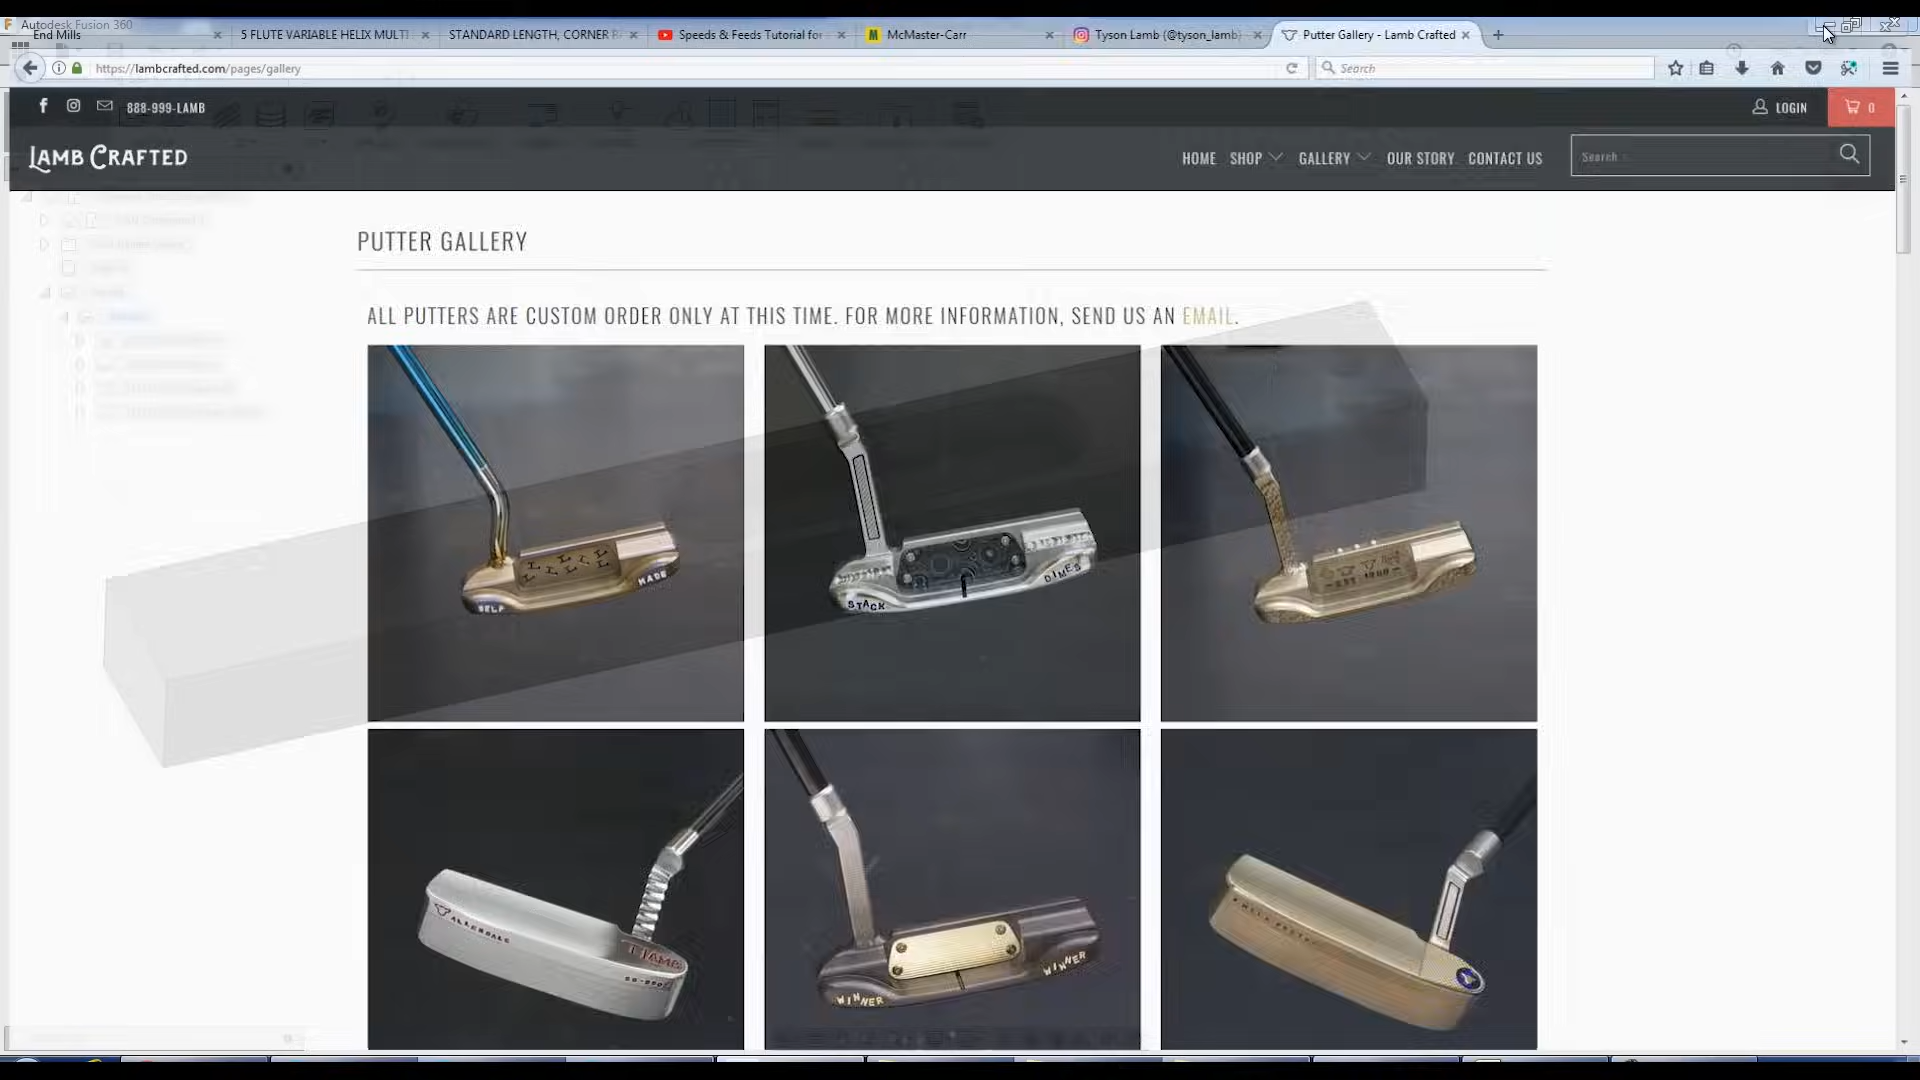 Autodesk Fusion 360
End Mills
5 FLUTE VARIABLE HELIX MULTI
STANDARD LENGTH, CORNER
Speeds & Feeds Tutorial for
McMaster-Carr
Tyson Lamb (@tyson_lamb)
Putter Gallery - Lamb Crafted
https://lambcrafted.com/pages/gallery
Search
888-999-LAMB
LOGIN
0
LAMB CRAFTED
HOME
SHOP
GALLERY
OUR STORY
CONTACT US
Search
PUTTER GALLERY
ALL PUTTERS ARE CUSTOM ORDER ONLY AT THIS TIME. FOR MORE INFORMATION, SEND US AN EMAIL.
SELF
MADE
STACK
DIMES
WINNER
WINNER